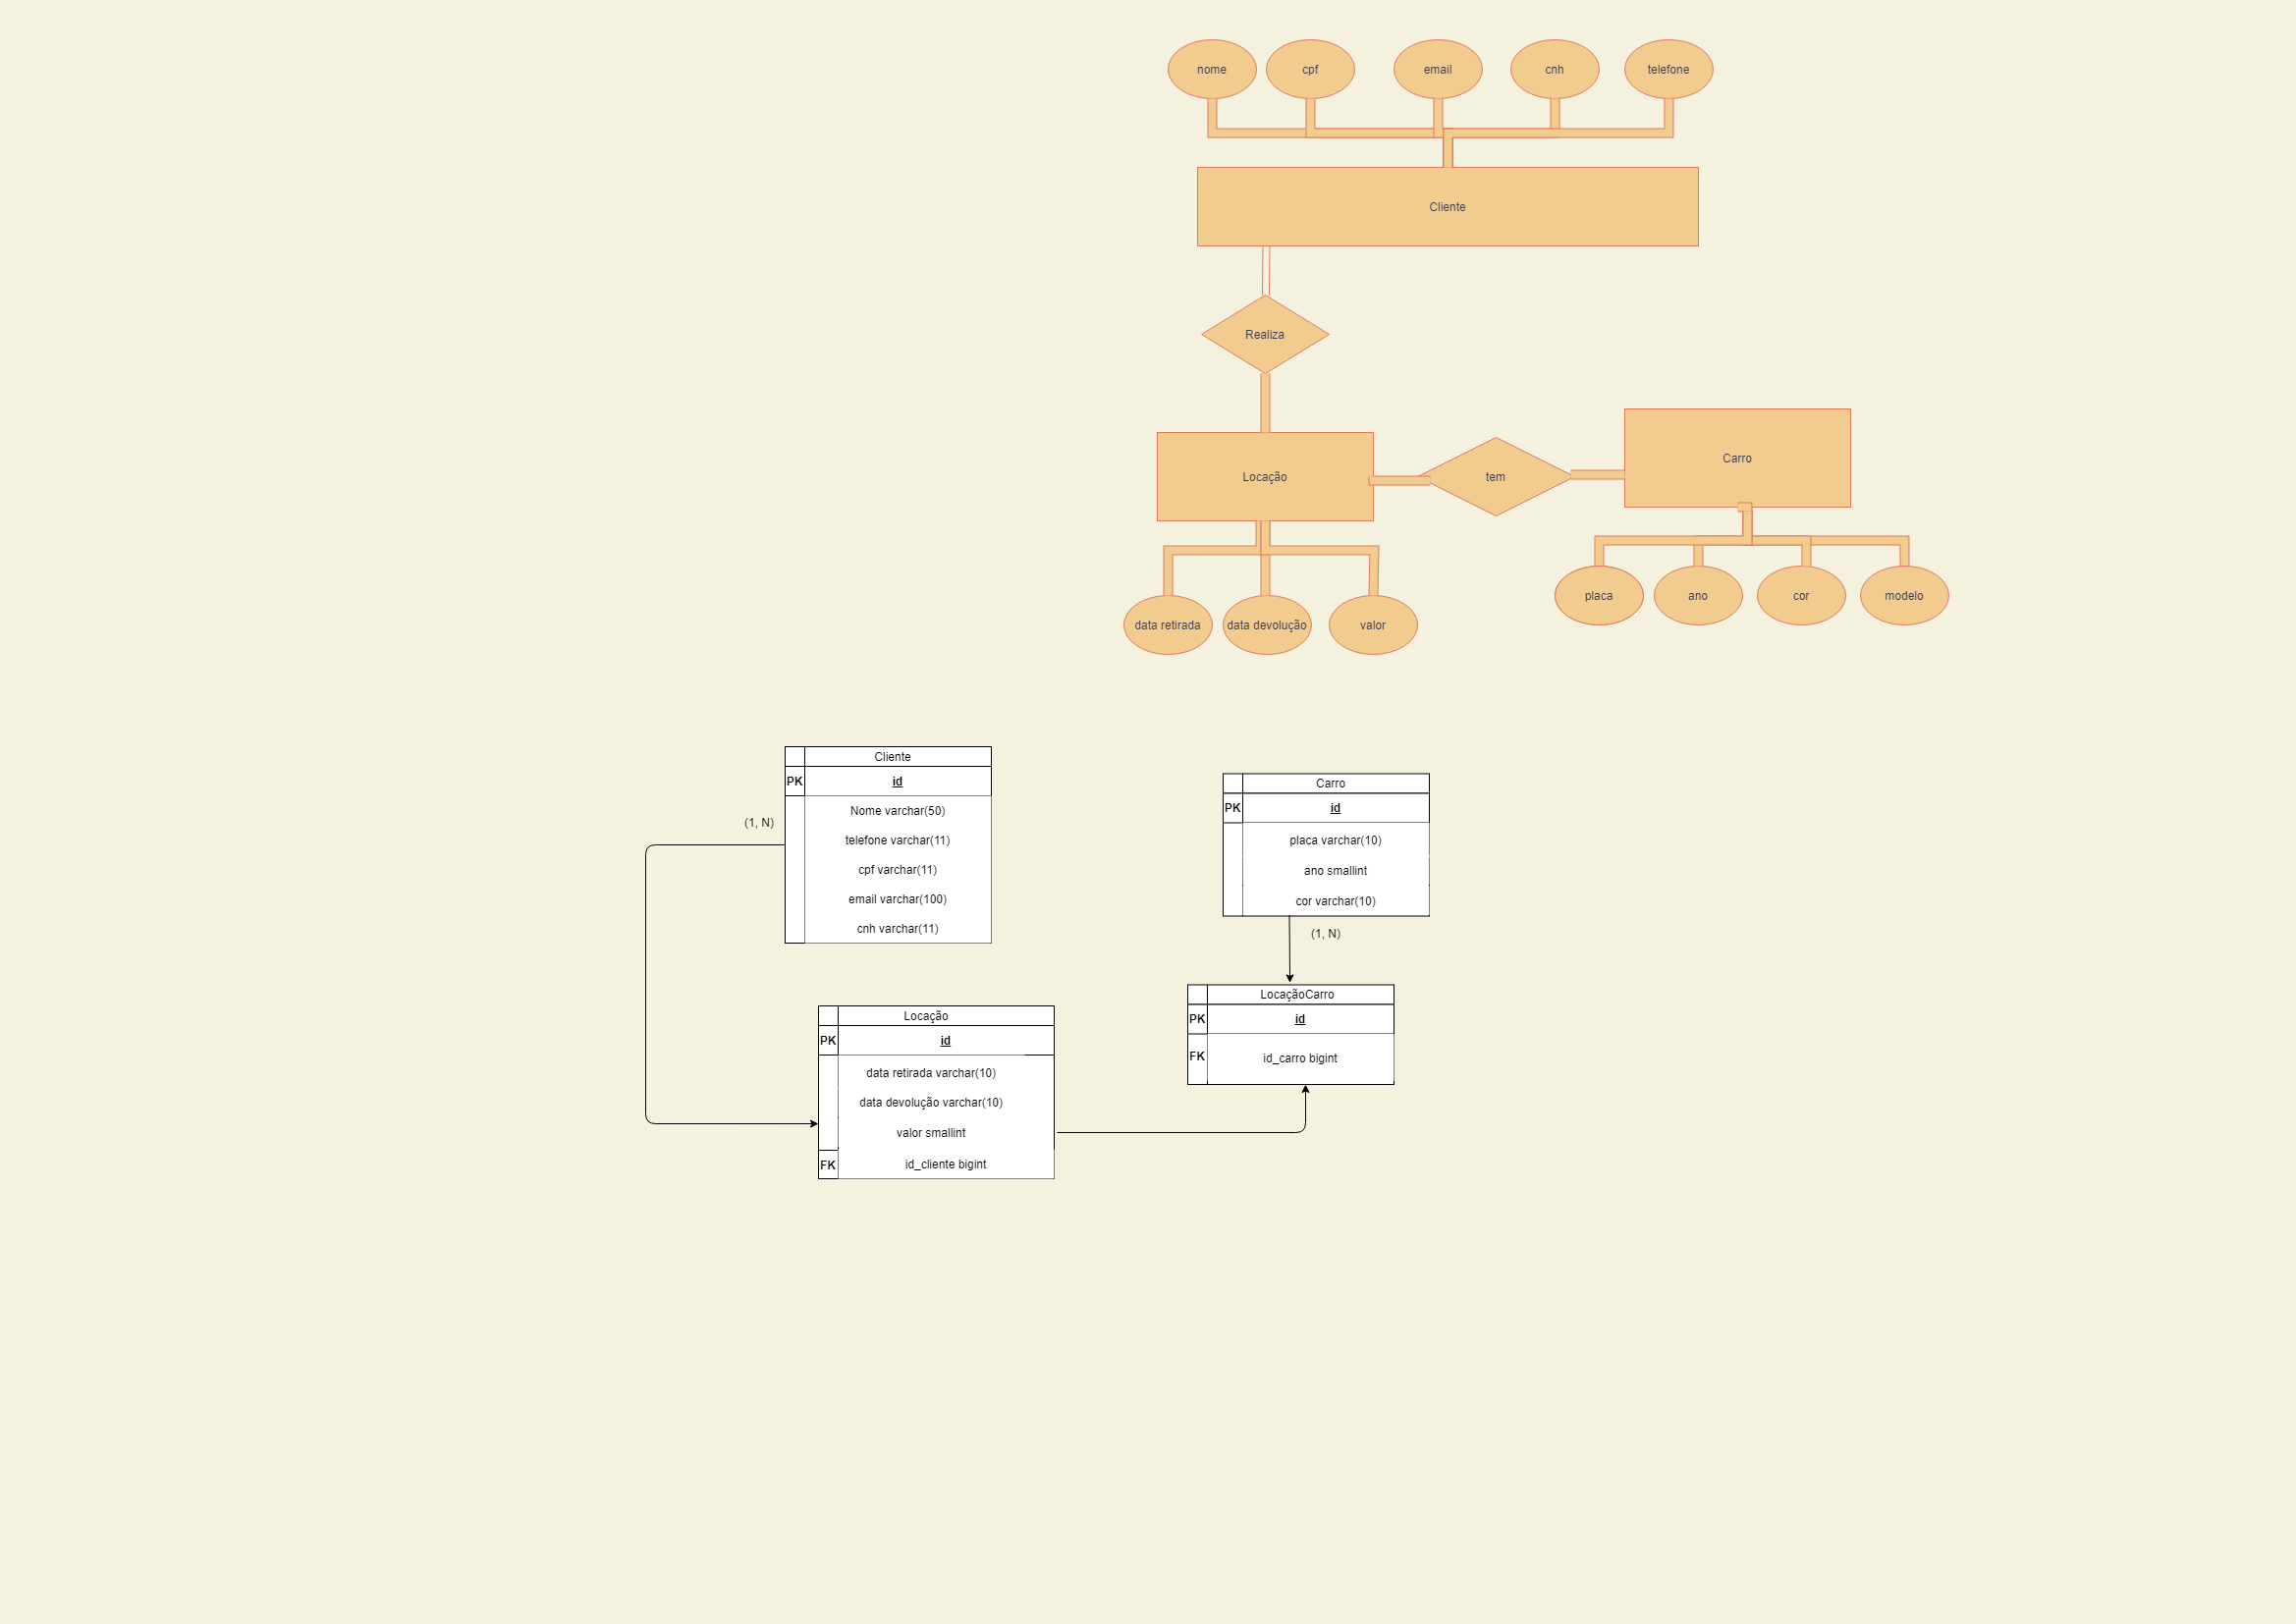 nome
cpf
email
cnh
telefone
Cliente
Realiza
Locação
tem
Carro
data retirada
data devolução
valor
placa
ano
cor
modelo
Cliente
PK
id
Nome varchar(50)
telefone varchar(11)
cpf varchar(11)
email varchar(100)
cnh varchar(11)
(1, N)
Carro
PK
id
placa varchar(10)
ano smallint
cor varchar(10)
(1, N)
LocaçãoCarro
PK
id
FK
id_carro bigint
Locação
PK
id
data retirada varchar(10)
data devolução varchar(10)
valor smallint
FK
id_cliente bigint